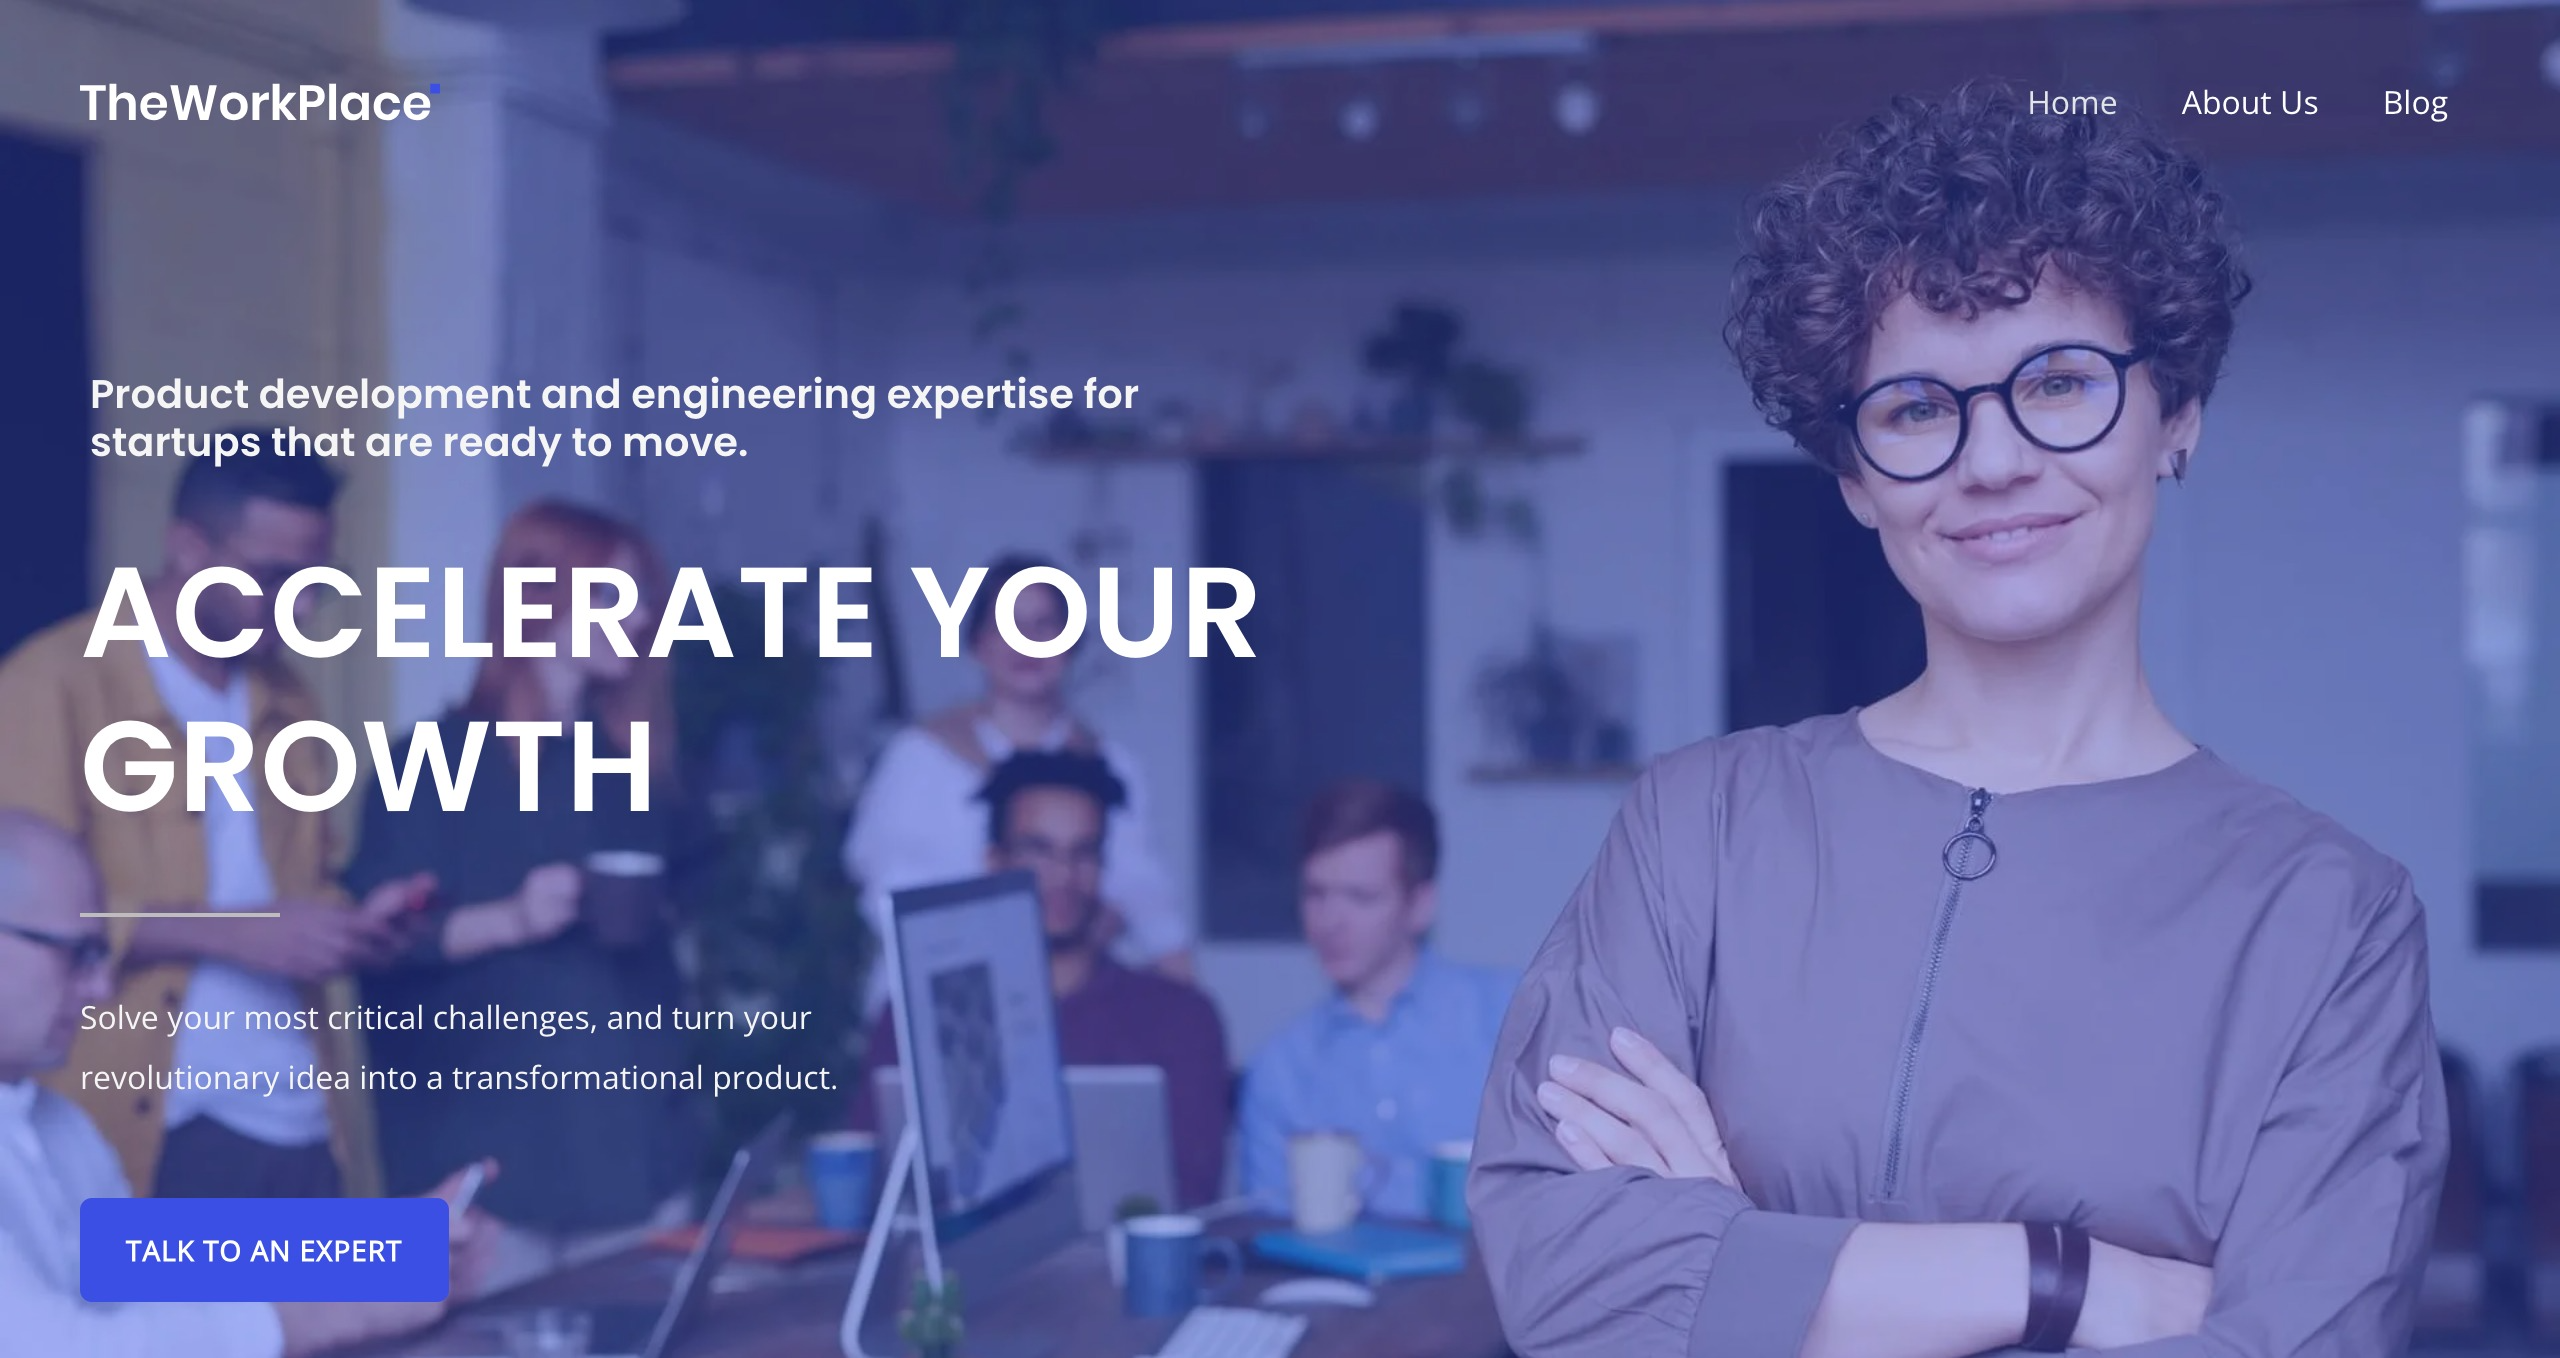 TheWorkPlace
Home
About Us
Blog
Product development and engineering expertise for
startups that are ready to move.
ACCELERATE YOUR
GROWTH
Solve your most critical challenges, and turn your
revolutionary idea into a transformational product.
TALK TO AN EXPERT